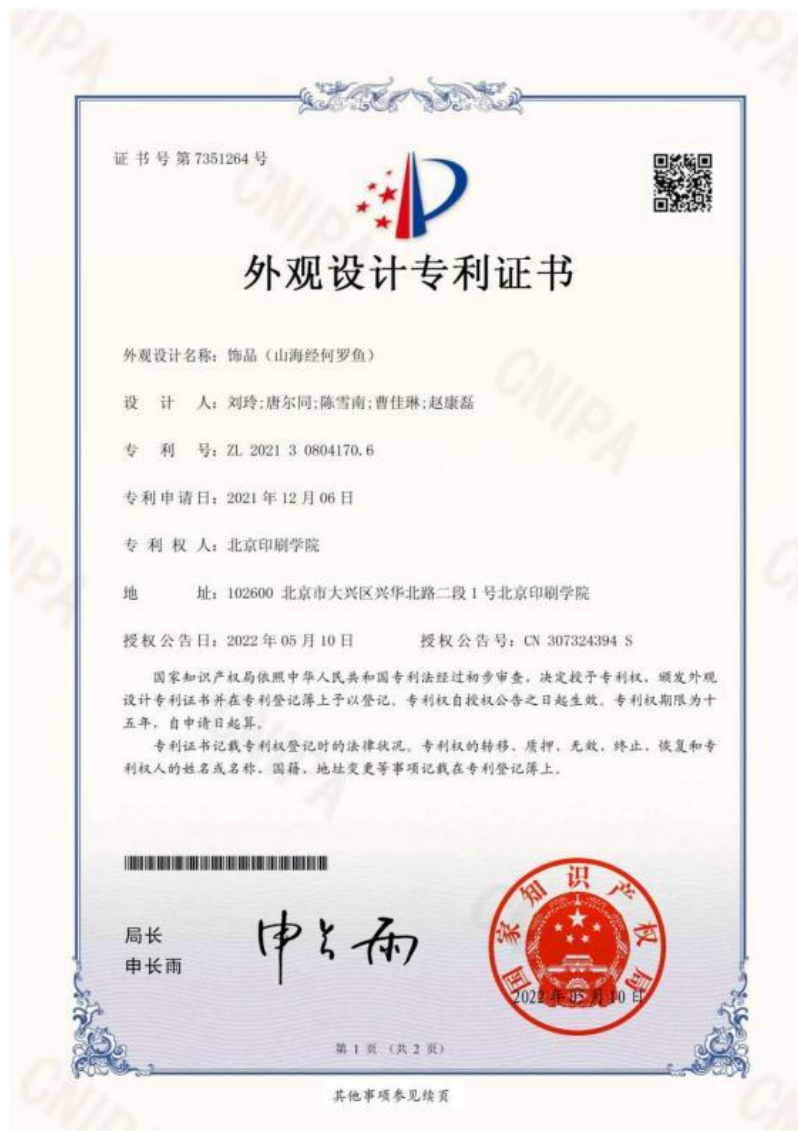 证书号第7351264号
外观设计专利证书
外观设计名称：饰品（山海经何罗鱼）
设计人：刘玲;唐尔同;陈雪南;曹佳琳;赵康磊
专利号：ZL 2021 3 0804170.6
专利申请日：2021年12月06日
专利权人：北京印刷学院
地址：102600 北京市大兴区兴华北路二段1号北京印刷学院
授权公告日：2022年05月10日 授权公告号：CN 307324394 S
国家知识产权局依照中华人民共和国专利法经过初步审查，决定授予专利权，颁发外观
设计专利证书并在专利登记簿上予以登记。专利权自授权公告之日起生效。专利权期限为十
五年，自申请日起算。
专利证书记载专利权登记时的法律状况。专利权的转移、质押、无效、终止、恢复和专
利权人的姓名或名称、国籍、地址变更等事项记载在专利登记簿上。
局长
申长雨
申长雨
国家知识产权局
2022年05月10日
第 1 页 （共 2 页）
其他事项参见续页
CNIPA
CNIPA
CNIPA
CNIPA